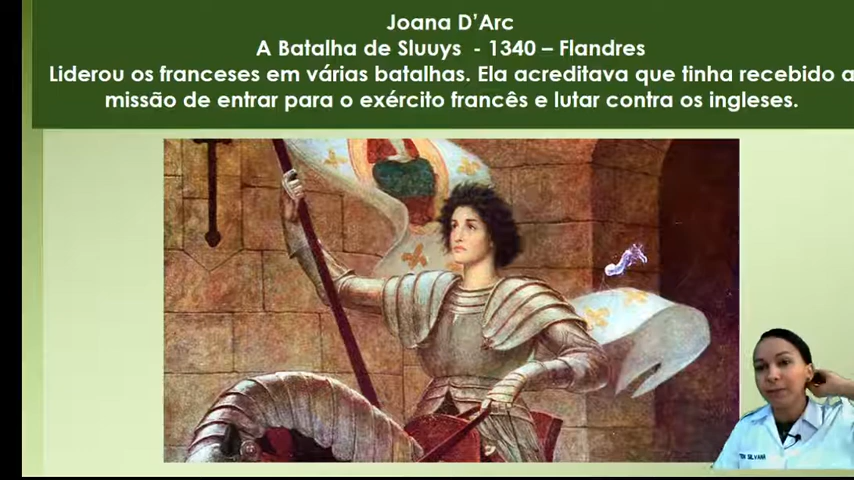 Joana D'Arc
A Batalha de Sluuys - 1340 – Flandres
Liderou os franceses em várias batalhas. Ela acreditava que tinha recebido a
missão de entrar para o exército francês e lutar contra os ingleses.
SILVANA